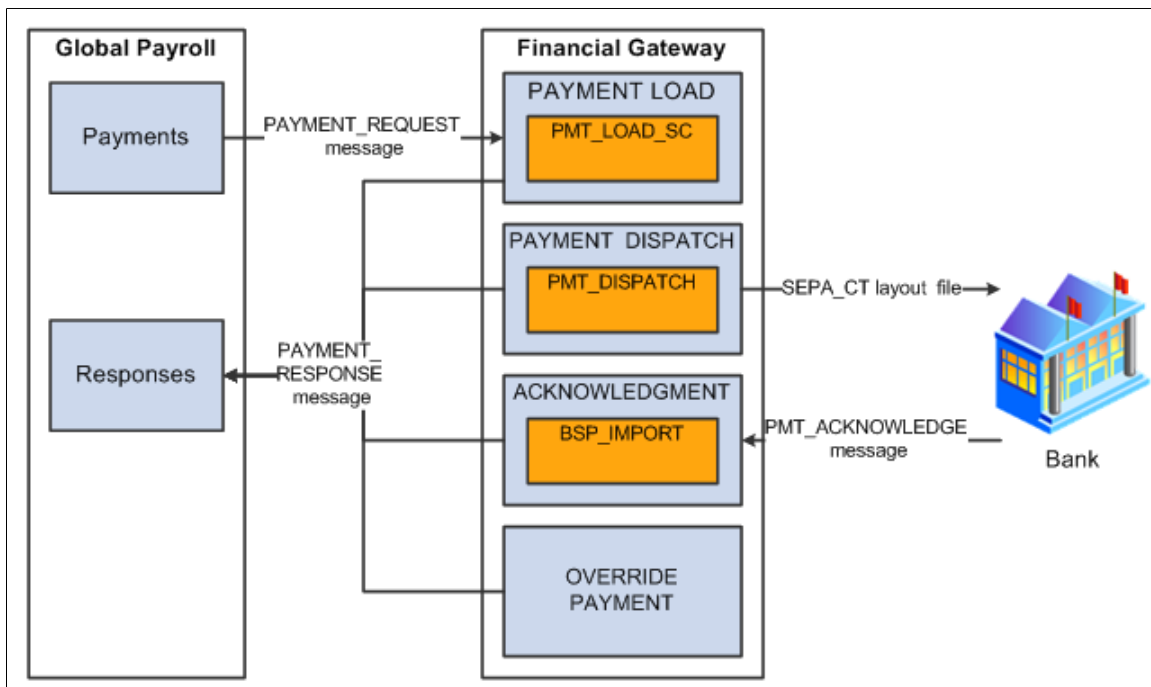 Global Payroll
Financial Gateway
Payments
PAYMENT_REQUEST
message
PAYMENT LOAD
PMT_LOAD_SC
PAYMENT DISPATCH
PMT_DISPATCH
SEPA_CT layout file
Responses
PAYMENT_
RESPONSE
message
ACKNOWLEDGMENT
BSP_IMPORT
PMT_ACKNOWLEDGE
message
Bank
OVERRIDE
PAYMENT